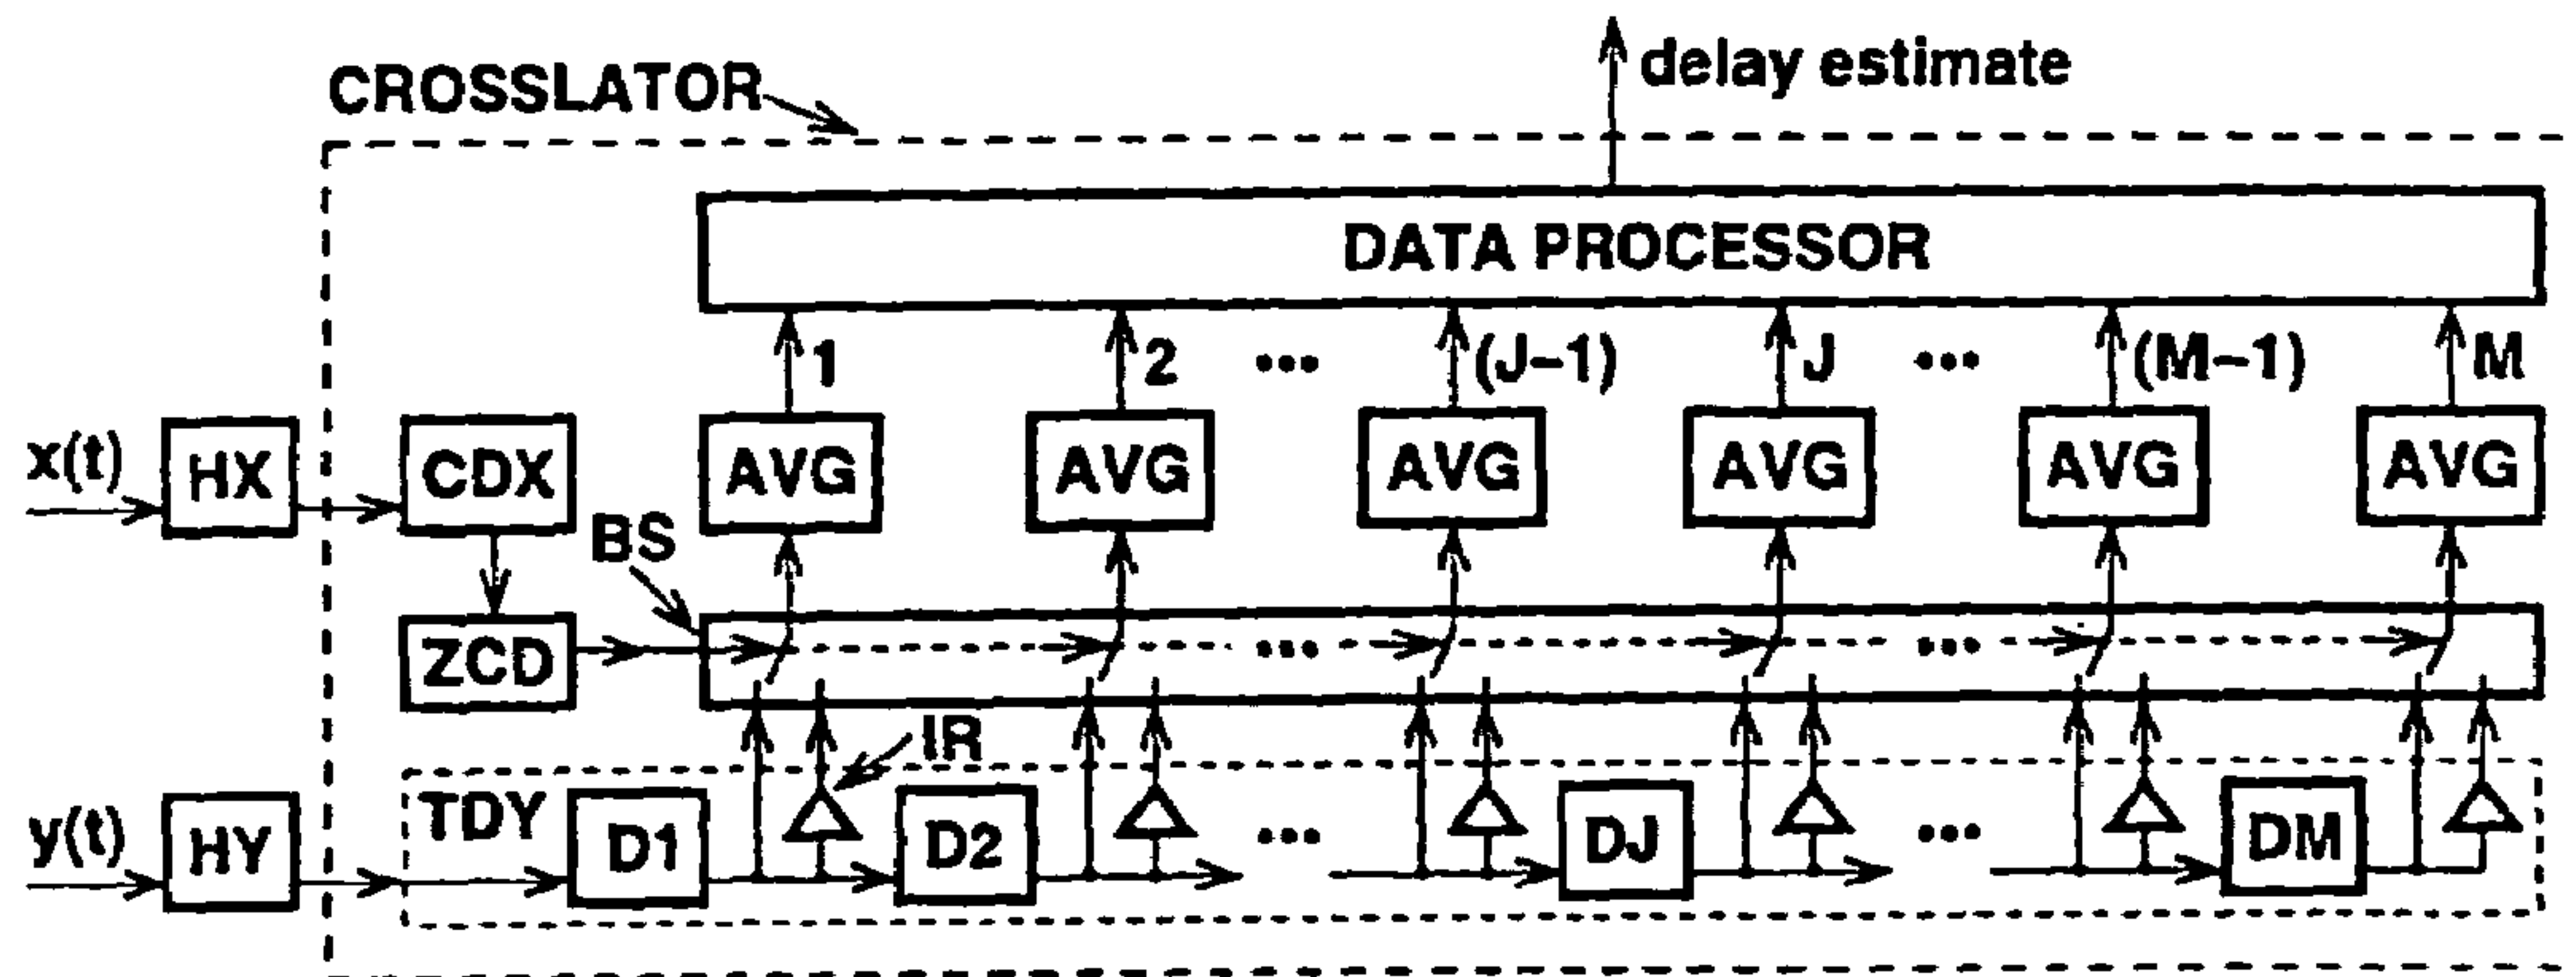 delay estimate
CROSSLATOR
DATA PROCESSOR
1 2 ... (J-1) J ... (M-1) M
x(t) HX CDX AVG AVG AVG AVG AVG AVG
BS
ZCD ... ...
IR
y(t) HY TDY D1 D2 ... DJ ... DM